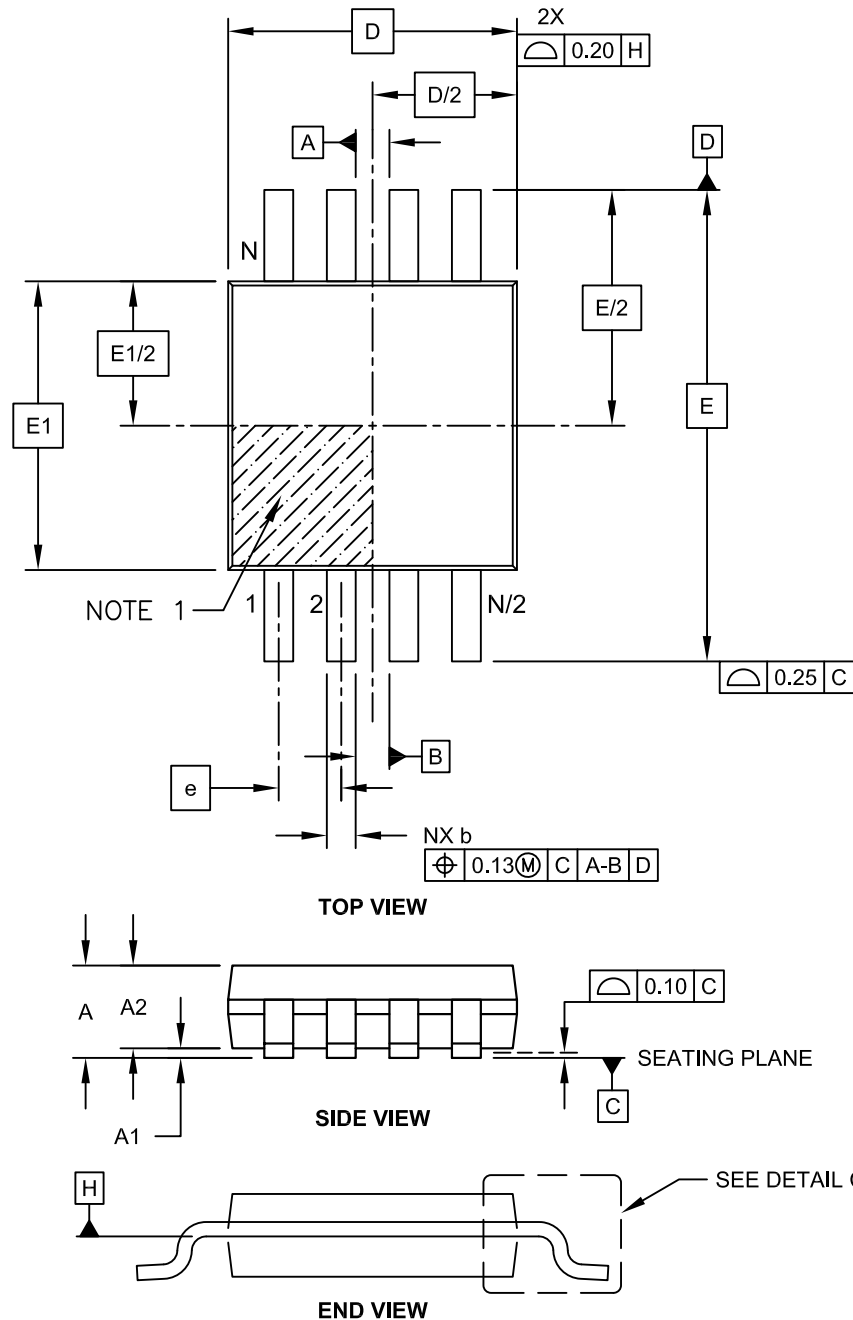 D
2X
0.20 H
D/2
A
D
N
E/2
E1/2
E1
E
NOTE 1
1
2
N/2
0.25 C
B
e
NX b
⌖ 0.13Ⓜ C A-B D
TOP VIEW
0.10 C
A
A2
SEATING PLANE
C
SIDE VIEW
A1
H
SEE DETAIL
END VIEW